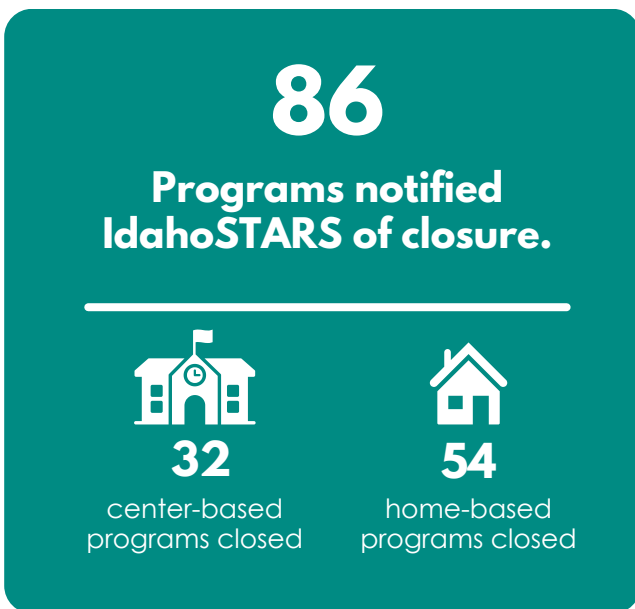 86
Programs notified
IdahoSTARS of closure.
32
center-based
programs closed
54
home-based
programs closed